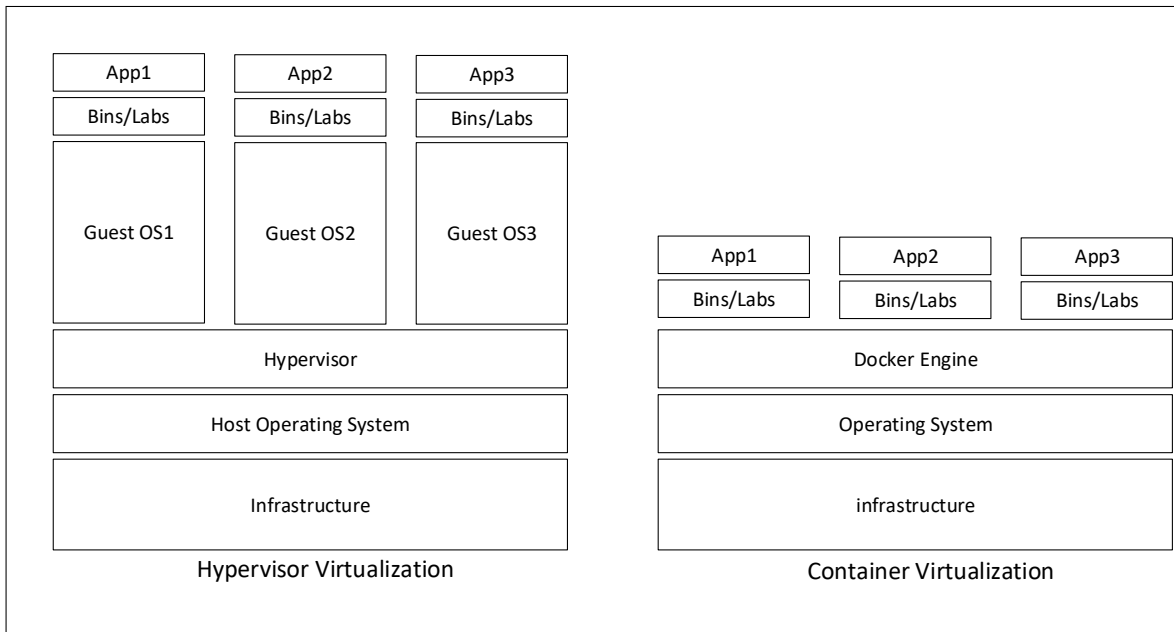 App1
App2
App3
Bins/Labs
Bins/Labs
Bins/Labs
Guest OS1
Guest OS2
Guest OS3
Hypervisor
Host Operating System
Infrastructure
Hypervisor Virtualization
App1
App2
App3
Bins/Labs
Bins/Labs
Bins/Labs
Docker Engine
Operating System
infrastructure
Container Virtualization